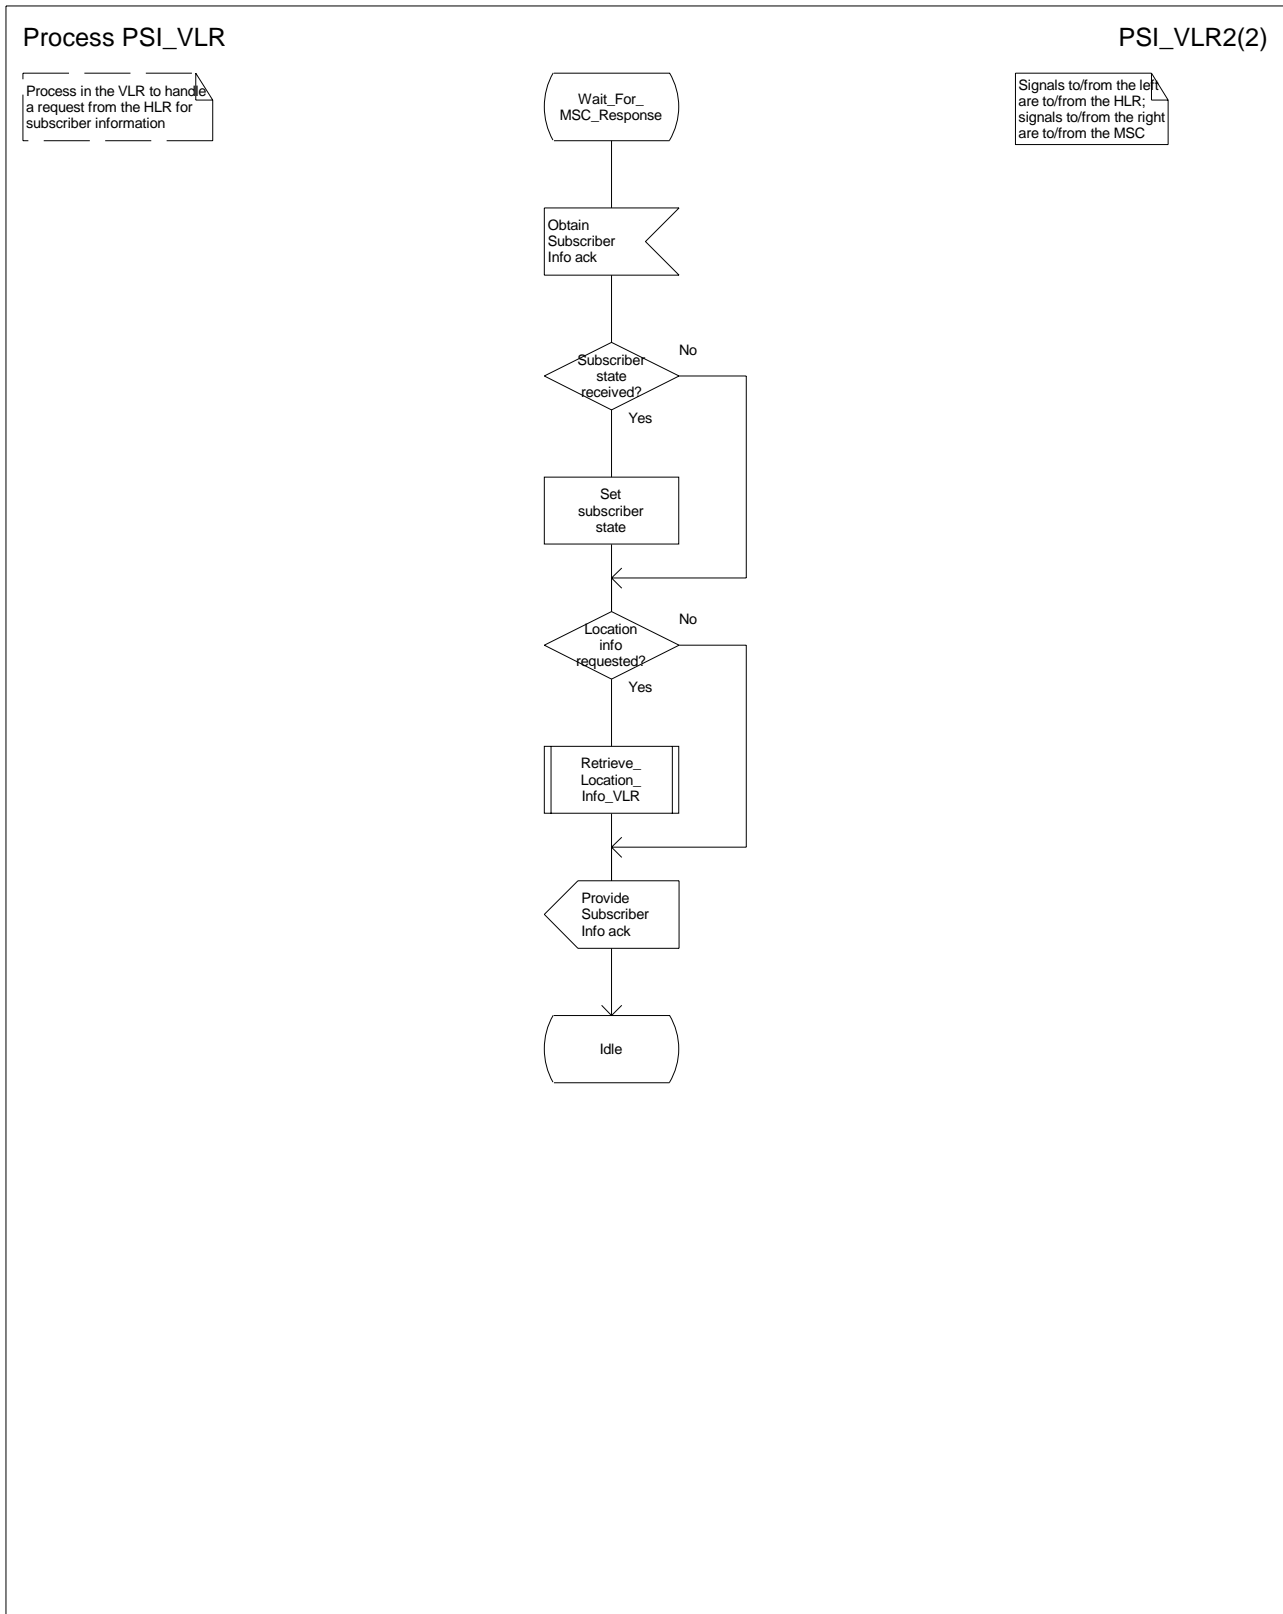 Process PSI_VLR
PSI_VLR2(2)
Process in the VLR to handle
a request from the HLR for
subscriber information
Signals to/from the left
are to/from the HLR;
signals to/from the right
are to/from the MSC
Wait_For_
MSC_Response
Obtain
Subscriber
Info ack
Subscriber
state
received?
No
Yes
Set
subscriber
state
Location
info
requested?
No
Yes
Retrieve_
Location_
Info_VLR
Provide
Subscriber
Info ack
Idle